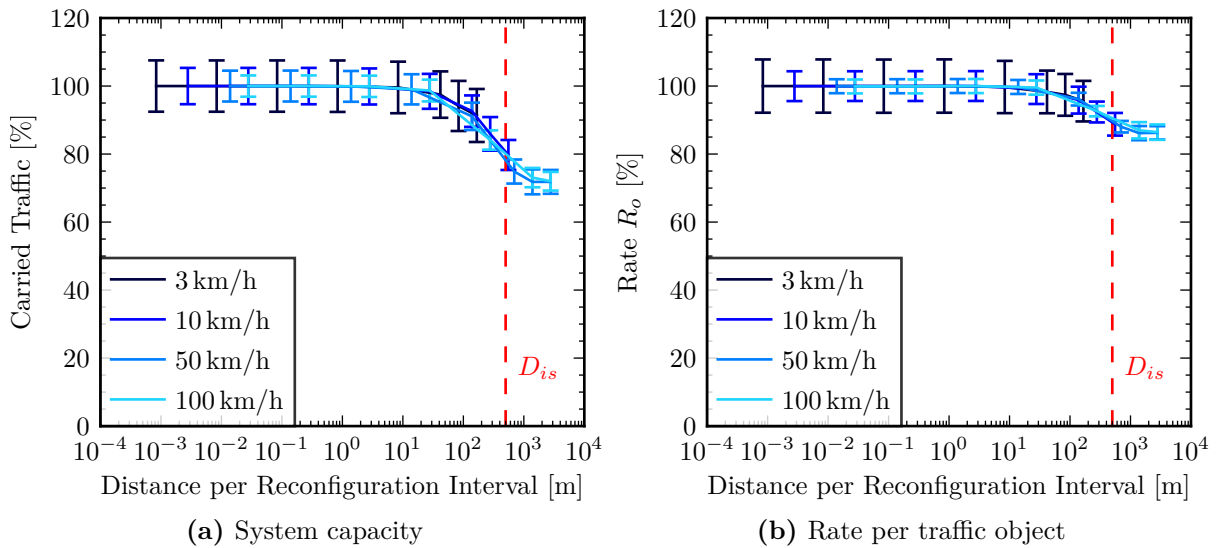 120
100
80
60
40
20
0
Carried Traffic [%]
3 km/h
10 km/h
50 km/h
100 km/h
D_{is}
10^{-4} 10^{-3} 10^{-2} 10^{-1} 10^{0} 10^{1} 10^{2} 10^{3} 10^{4}
Distance per Reconfiguration Interval [m]
(a) System capacity
120
100
80
60
40
20
0
Rate R_o [%]
3 km/h
10 km/h
50 km/h
100 km/h
D_{is}
10^{-4} 10^{-3} 10^{-2} 10^{-1} 10^{0} 10^{1} 10^{2} 10^{3} 10^{4}
Distance per Reconfiguration Interval [m]
(b) Rate per traffic object